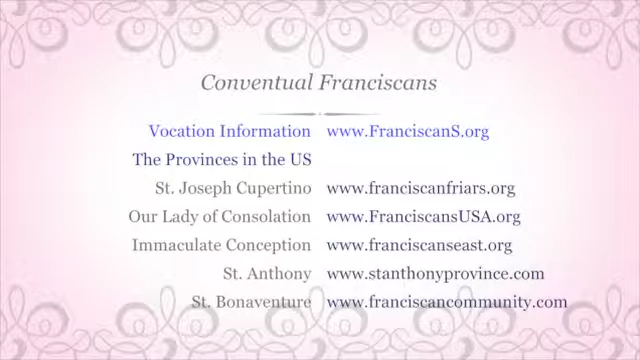 Conventual Franciscans
Vocation Information www.FranciscanS.org
The Provinces in the US
St. Joseph Cupertino www.franciscanfriars.org
Our Lady of Consolation www.FranciscansUSA.org
Immaculate Conception www.franciscanseast.org
St. Anthony www.stanthonyprovince.com
St. Bonaventure www.franciscancommunity.com